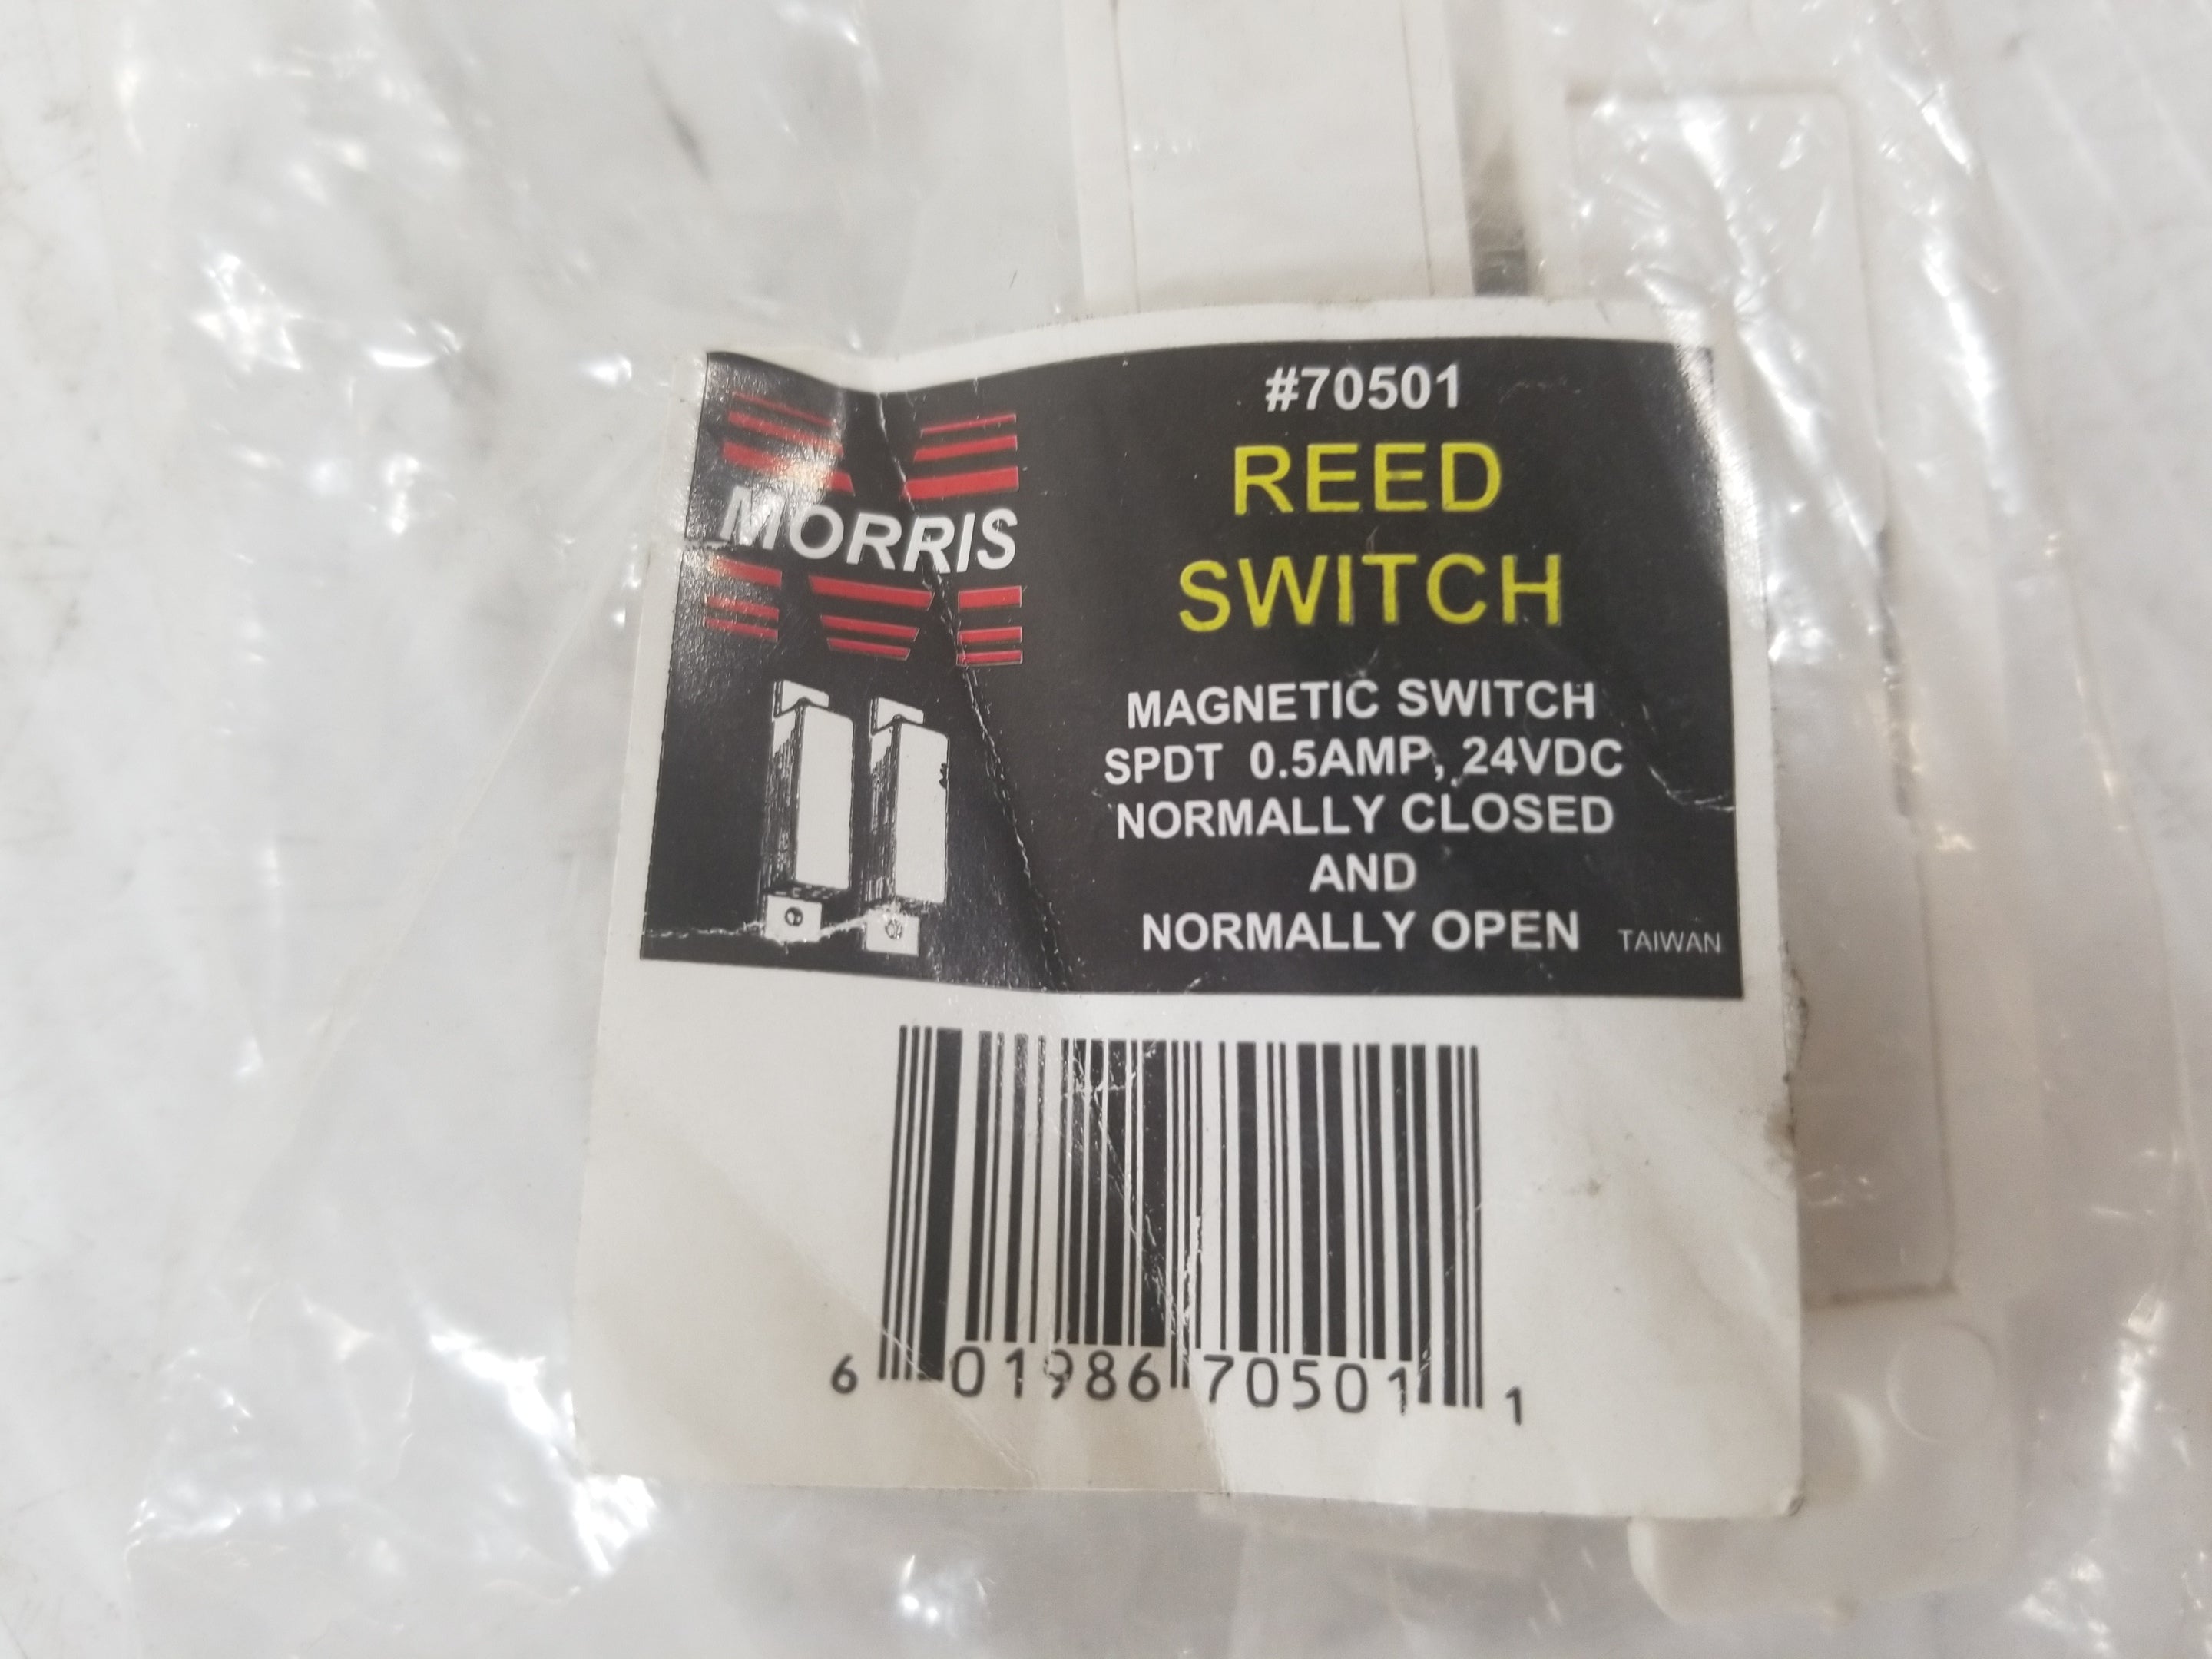 #70501
REED
SWITCH
MORRIS
MAGNETIC SWITCH
SPDT 0.5AMP, 24VDC
NORMALLY CLOSED
AND
NORMALLY OPEN
TAIWAN
6 01986 70501 1